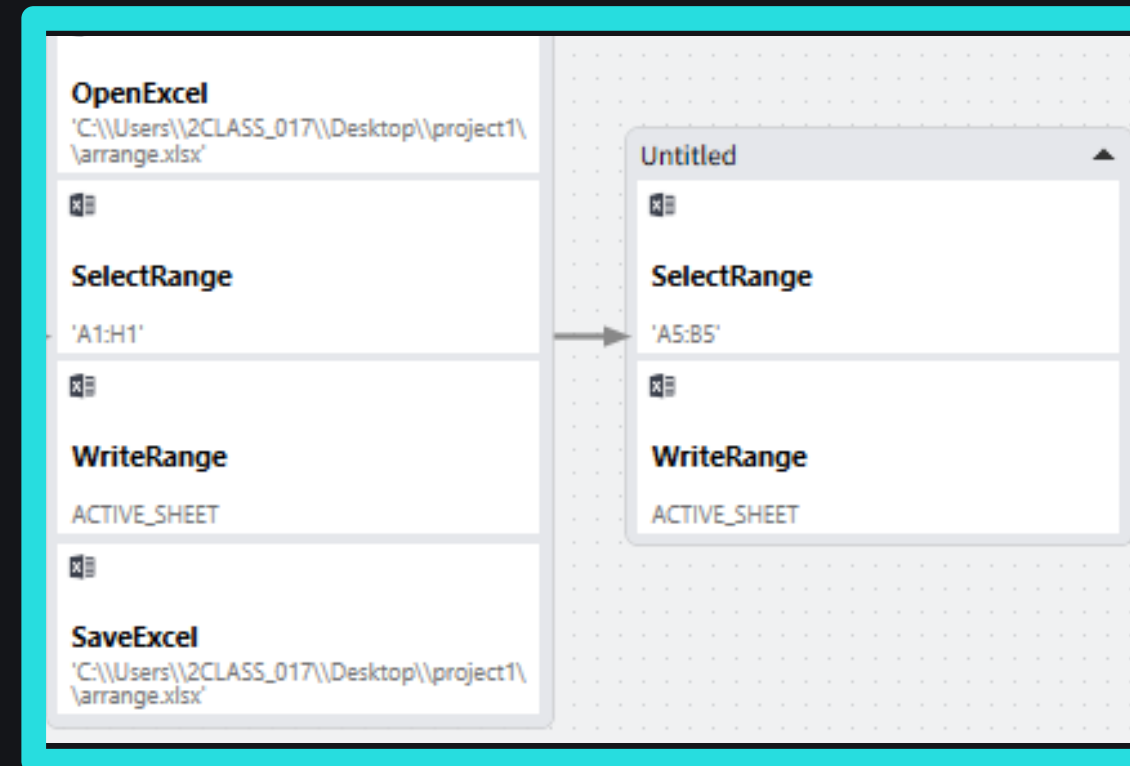 OpenExcel
'C:\\Users\\2CLASS_017\\Desktop\\project1\
\arrange.xlsx'
SelectRange
'A1:H1'
WriteRange
ACTIVE_SHEET
SaveExcel
'C:\\Users\\2CLASS_017\\Desktop\\project1\
\arrange.xlsx'
Untitled
SelectRange
'A5:B5'
WriteRange
ACTIVE_SHEET